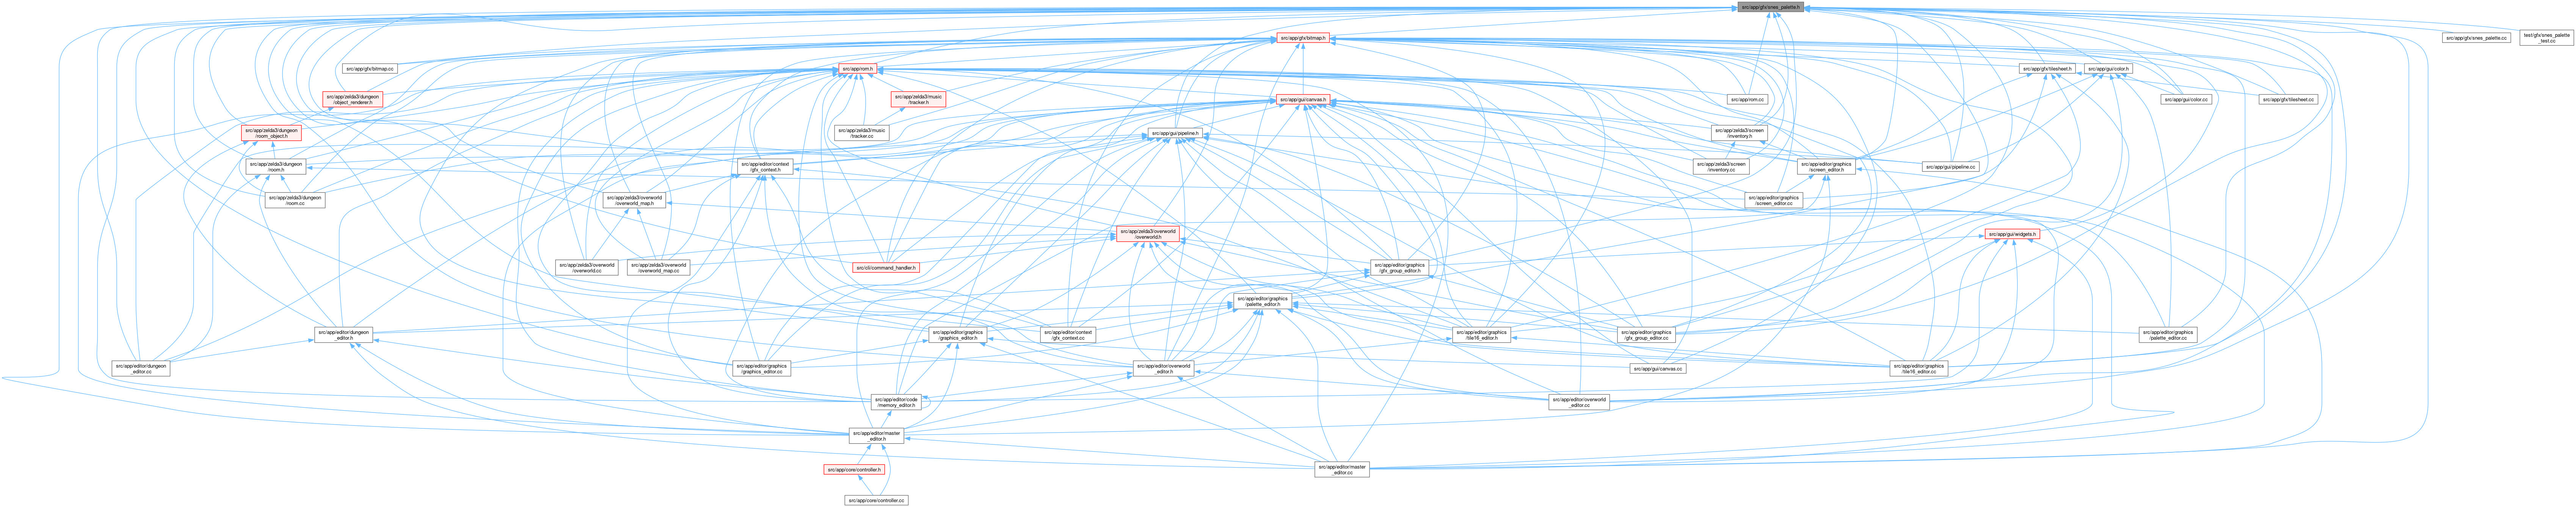 src/app/gfx/snes_palette.h
src/app/gfx/bitmap.h
src/app/gfx/snes_palette.cc
test/gfx/snes_palette
_test.cc
src/app/gfx/bitmap.cc
src/app/rom.h
src/app/gfx/tilesheet.h
src/app/gui/color.h
src/app/zelda3/dungeon
/object_renderer.h
src/app/zelda3/music
/tracker.h
src/app/gui/canvas.h
src/app/rom.cc
src/app/gui/color.cc
src/app/gfx/tilesheet.cc
src/app/zelda3/dungeon
/room_object.h
src/app/zelda3/music
/tracker.cc
src/app/gui/pipeline.h
src/app/zelda3/screen
/inventory.h
src/app/zelda3/dungeon
/room.h
src/app/editor/context
/gfx_context.h
src/app/zelda3/screen
/inventory.cc
src/app/editor/graphics
/screen_editor.h
src/app/gui/pipeline.cc
src/app/zelda3/dungeon
/room.cc
src/app/zelda3/overworld
/overworld_map.h
src/app/editor/graphics
/screen_editor.cc
src/app/zelda3/overworld
/overworld.h
src/app/gui/widgets.h
src/app/zelda3/overworld
/overworld.cc
src/app/zelda3/overworld
/overworld_map.cc
src/cli/command_handler.h
src/app/editor/graphics
/gfx_group_editor.h
src/app/editor/graphics
/palette_editor.h
src/app/editor/dungeon
_editor.h
src/app/editor/graphics
/graphics_editor.h
src/app/editor/context
/gfx_context.cc
src/app/editor/graphics
/tile16_editor.h
src/app/editor/graphics
/gfx_group_editor.cc
src/app/editor/graphics
/palette_editor.cc
src/app/editor/dungeon
_editor.cc
src/app/editor/graphics
/graphics_editor.cc
src/app/editor/overworld
_editor.h
src/app/gui/canvas.cc
src/app/editor/graphics
/tile16_editor.cc
src/app/editor/code
/memory_editor.h
src/app/editor/overworld
_editor.cc
src/app/editor/master
_editor.h
src/app/core/controller.h
src/app/editor/master
_editor.cc
src/app/core/controller.cc